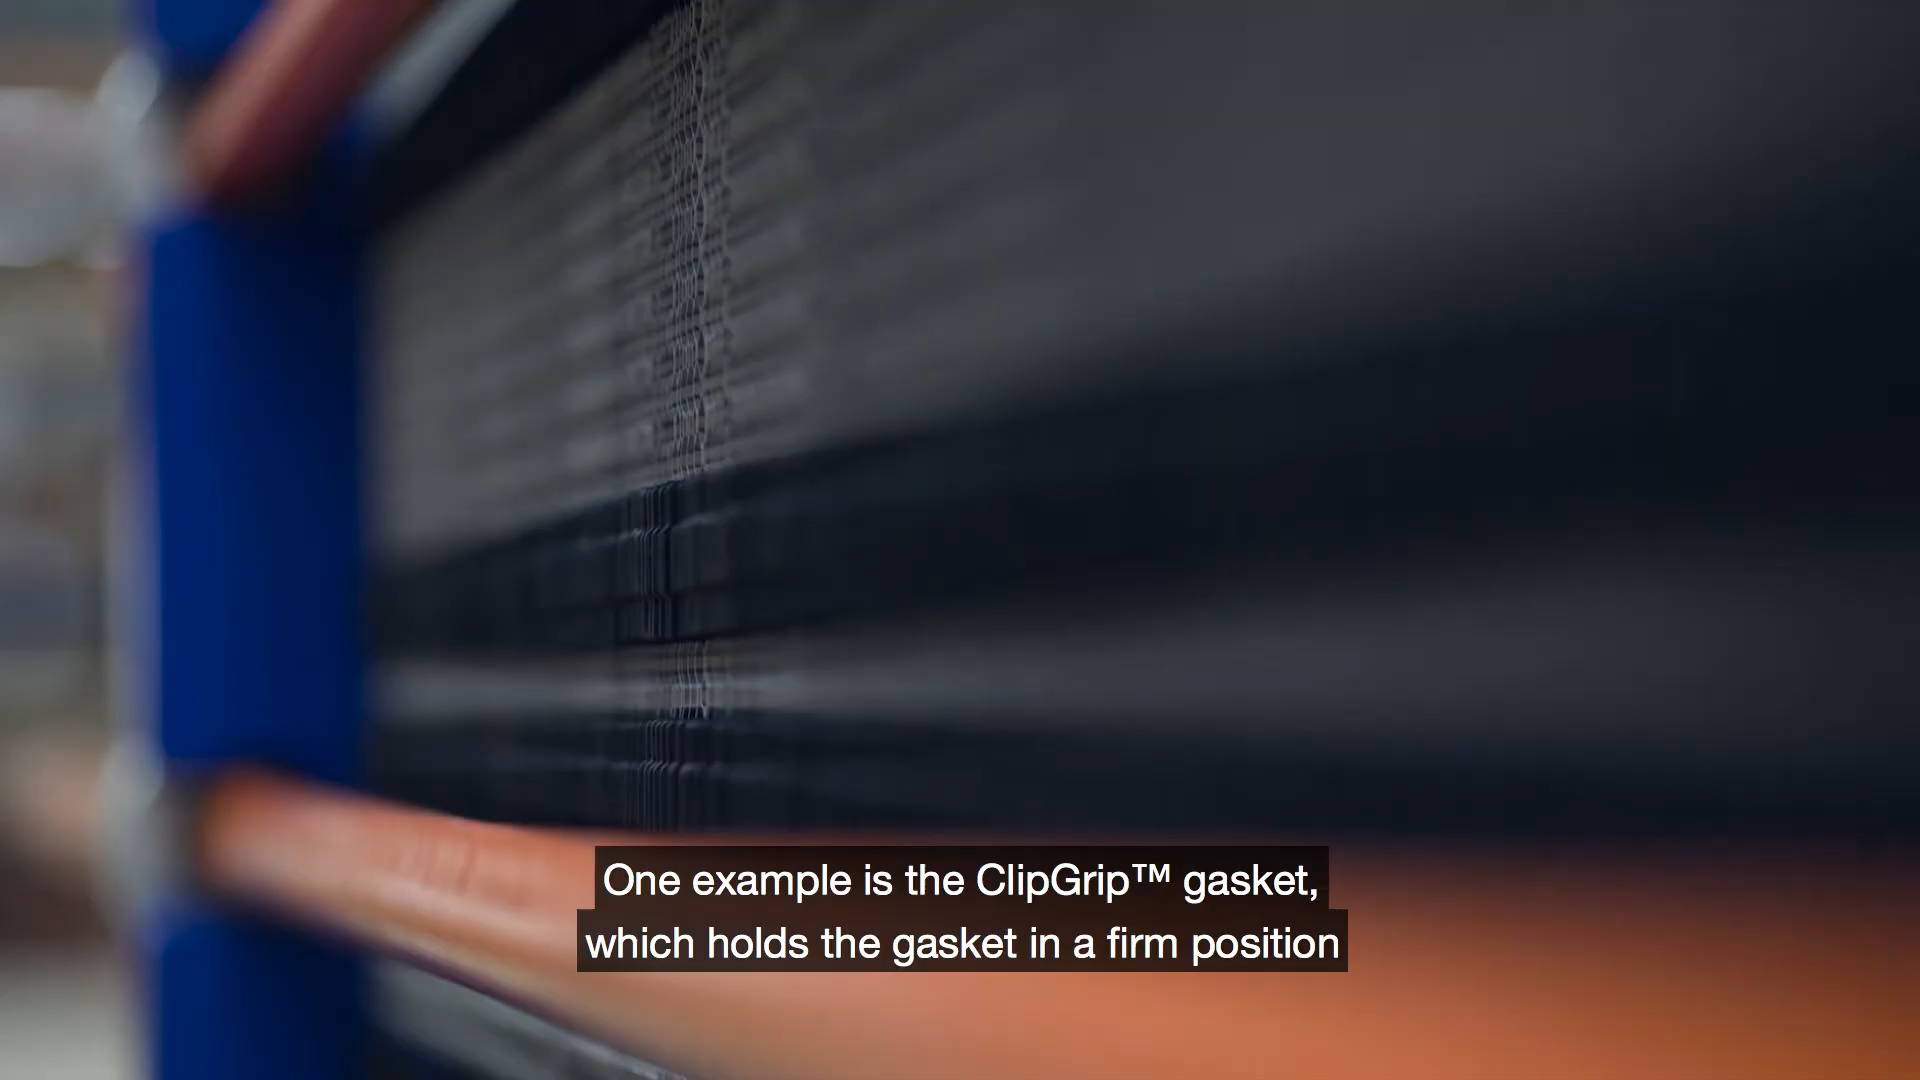 One example is the ClipGrip™ gasket,
which holds the gasket in a firm position